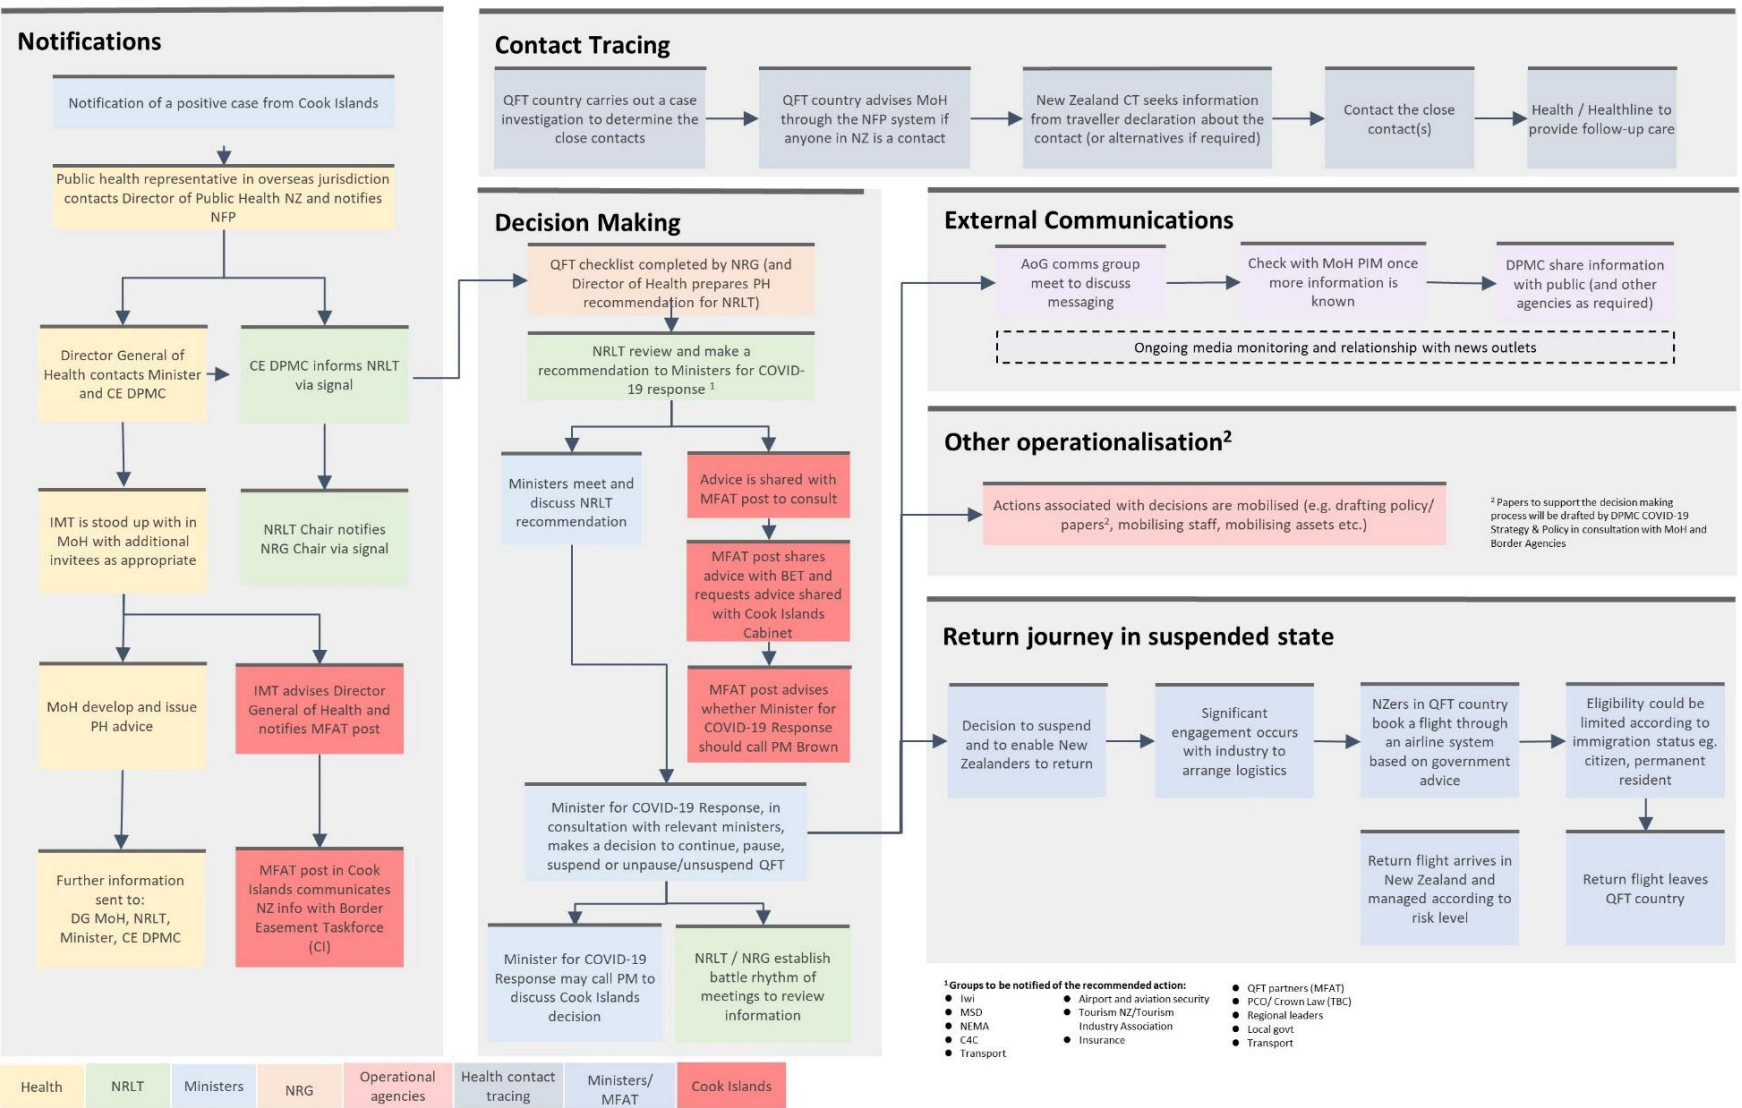 Notifications
Notification of a positive case from Cook Islands
Public health representative in overseas jurisdiction
contacts Director of Public Health NZ and notifies
NFP
Director General of
Health contacts Minister
and CE DPMC
CE DPMC informs NRLT
via signal
IMT is stood up with in
MoH with additional
invitees as appropriate
NRLT Chair notifies
NRG Chair via signal
MoH develop and issue
PH advice
IMT advises Director
General of Health and
notifies MFAT post
Further information
sent to:
DG MoH, NRLT,
Minister, CE DPMC
MFAT post in Cook
Islands communicates
NZ info with Border
Easement Taskforce
(CI)
Contact Tracing
QFT country carries out a case
investigation to determine the
close contacts
QFT country advises MoH
through the NFP system if
anyone in NZ is a contact
New Zealand CT seeks information
from traveller declaration about the
contact (or alternatives if required)
Contact the close
contact(s)
Health / Healthline to
provide follow-up care
Decision Making
QFT checklist completed by NRG (and
Director of Health prepares PH
recommendation for NRLT)
NRLT review and make a
recommendation to Ministers for COVID-
19 response 1
Ministers meet and
discuss NRLT
recommendation
Advice is shared with
MFAT post to consult
MFAT post shares
advice with BET and
requests advice shared
with Cook Islands
Cabinet
MFAT post advises
whether Minister for
COVID-19 Response
should call PM Brown
Minister for COVID-19 Response, in
consultation with relevant ministers,
makes a decision to continue, pause,
suspend or unpause/unsuspend QFT
Minister for COVID-19
Response may call PM to
discuss Cook Islands
decision
NRLT / NRG establish
battle rhythm of
meetings to review
information
External Communications
AoG comms group
meet to discuss
messaging
Check with MoH PIM once
more information is
known
DPMC share information
with public (and other
agencies as required)
Ongoing media monitoring and relationship with news outlets
Other operationalisation2
Actions associated with decisions are mobilised (e.g. drafting policy/
papers2, mobilising staff, mobilising assets etc.)
2 Papers to support the decision making
process will be drafted by DPMC COVID-19
Strategy & Policy in consultation with MoH and
Border Agencies
Return journey in suspended state
Decision to suspend
and to enable New
Zealanders to return
Significant
engagement occurs
with industry to
arrange logistics
NZers in QFT country
book a flight through
an airline system
based on government
advice
Eligibility could be
limited according to
immigration status eg.
citizen, permanent
resident
Return flight arrives in
New Zealand and
managed according to
risk level
Return flight leaves
QFT country
1 Groups to be notified of the recommended action:
● Iwi
● MSD
● NEMA
● C4C
● Transport
● Airport and aviation security
● Tourism NZ/Tourism
Industry Association
● Insurance
● QFT partners (MFAT)
● PCO/ Crown Law (TBC)
● Regional leaders
● Local govt
● Transport
Health
NRLT
Ministers
NRG
Operational
agencies
Health contact
tracing
Ministers/
MFAT
Cook Islands